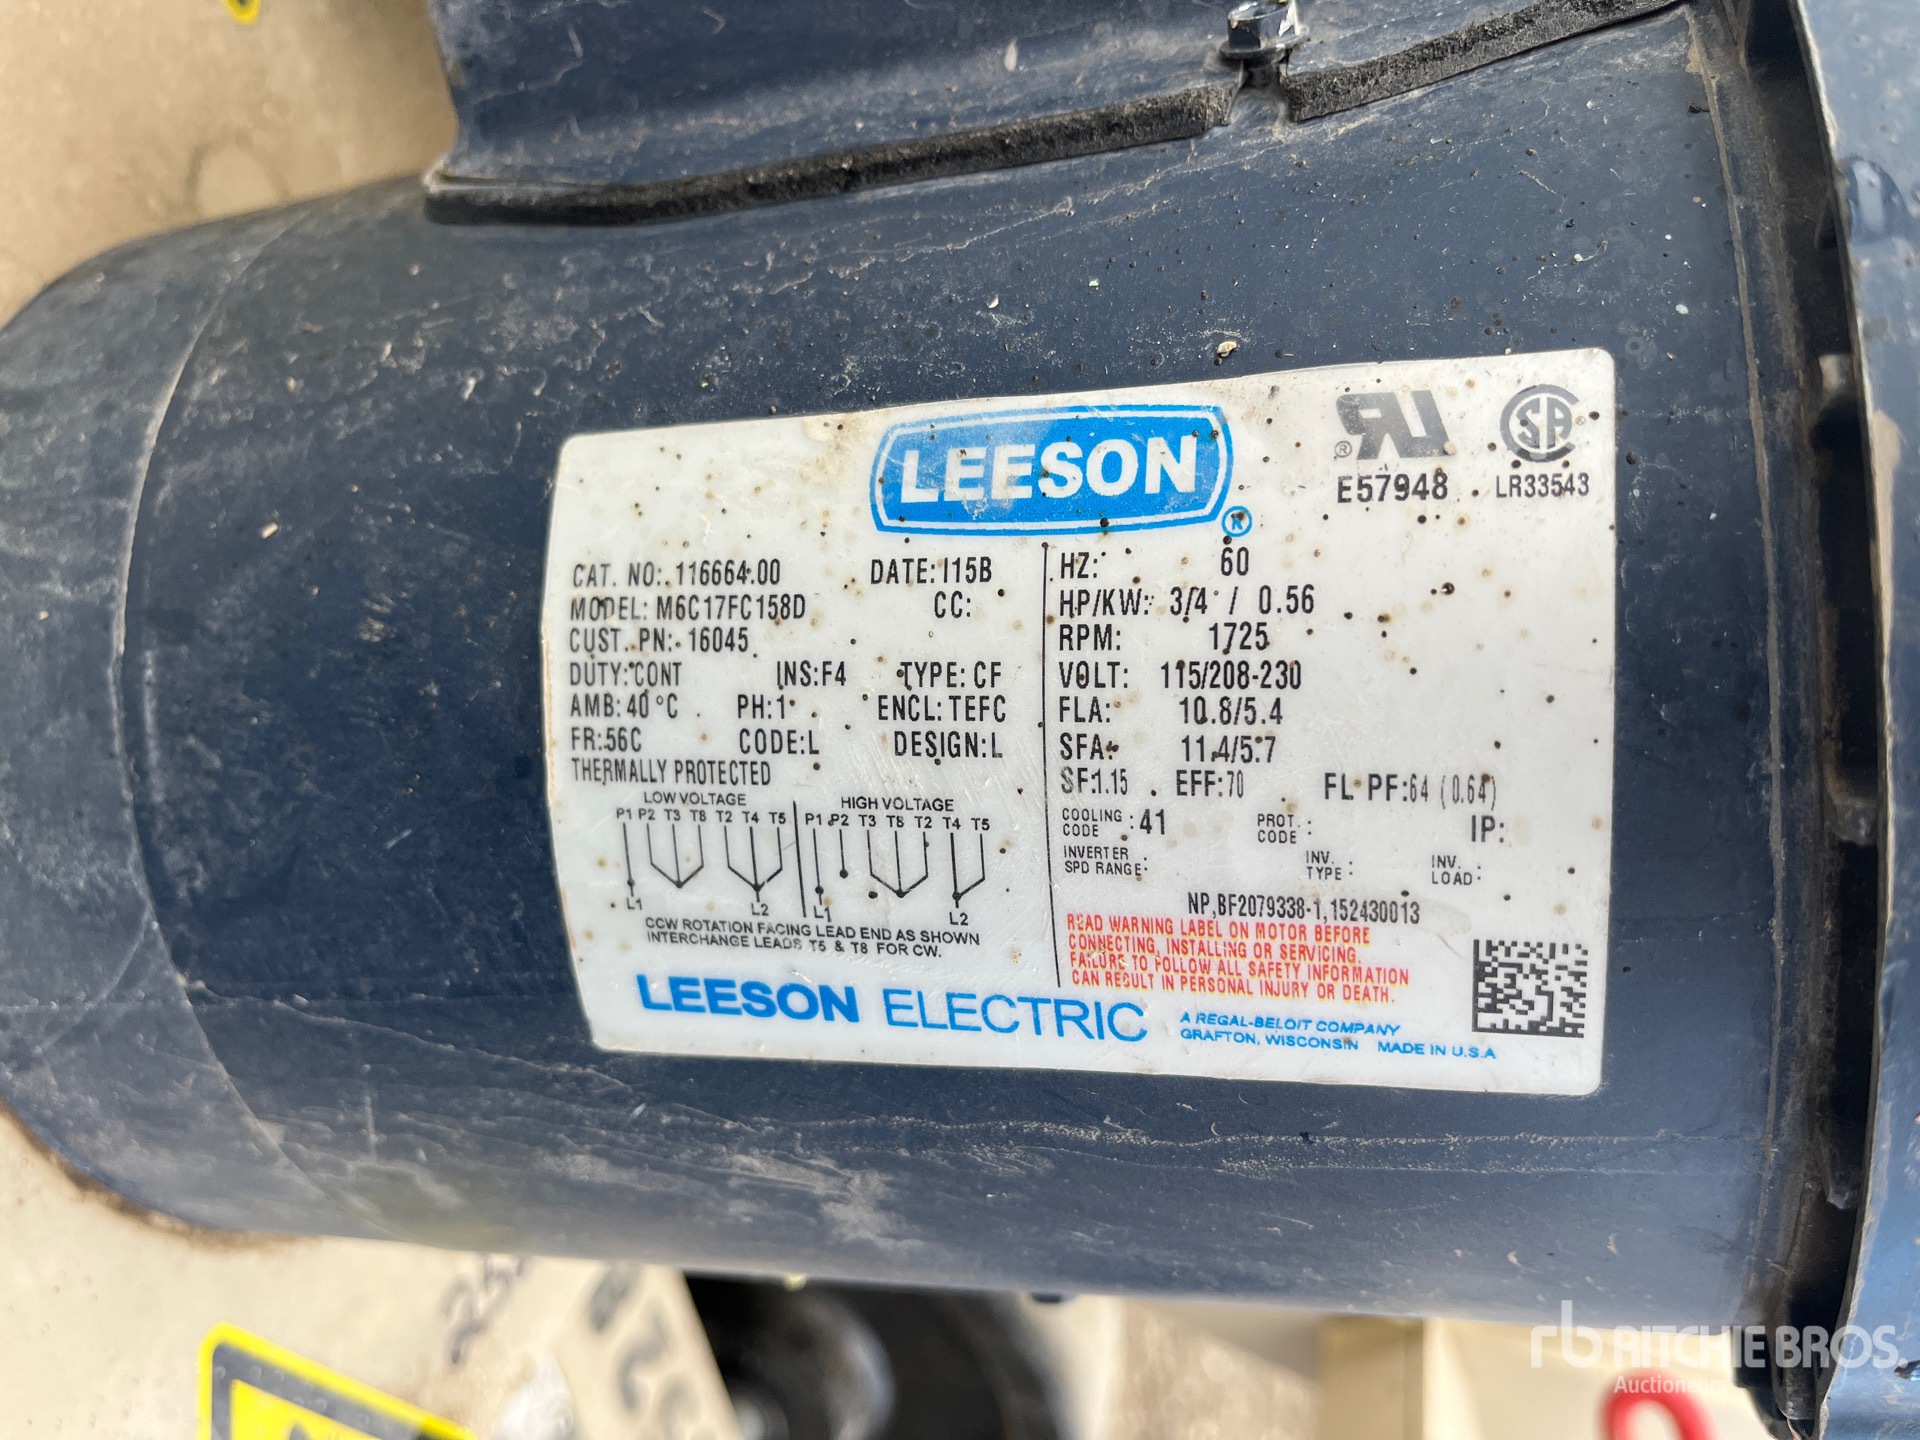 LEESON
®
®
E57948
LR33543
CAT. NO: 116664.00 DATE: I15B
MODEL: M6C17FC158D CC:
CUST. PN: 16045
DUTY: CONT INS: F4 TYPE: CF
AMB: 40 °C PH: 1 ENCL: TEFC
FR: 56C CODE: L DESIGN: L
THERMALLY PROTECTED
LOW VOLTAGE HIGH VOLTAGE
P1 P2 T3 T8 T2 T4 T5 P1 P2 T3 T8 T2 T4 T5
L1 L2 L1 L2
CCW ROTATION FACING LEAD END AS SHOWN
INTERCHANGE LEADS T5 & T8 FOR CW.
HZ: 60
HP/KW: 3/4 / 0.56
RPM: 1725
VOLT: 115/208-230
FLA: 10.8/5.4
SFA: 11.4/5.7
SF: 1.15 EFF: 70 FL PF: 64 (0.64)
COOLING CODE : 41 PROT. CODE : IP:
INVERTER SPD RANGE: INV. TYPE : INV. LOAD :
NP,BF2079338-1,152430013
READ WARNING LABEL ON MOTOR BEFORE
CONNECTING, INSTALLING OR SERVICING.
FAILURE TO FOLLOW ALL SAFETY INFORMATION
CAN RESULT IN PERSONAL INJURY OR DEATH.
LEESON ELECTRIC
A REGAL-BELOIT COMPANY
GRAFTON, WISCONSIN MADE IN U.S.A
rb RITCHIE BROS.
Auctioneers